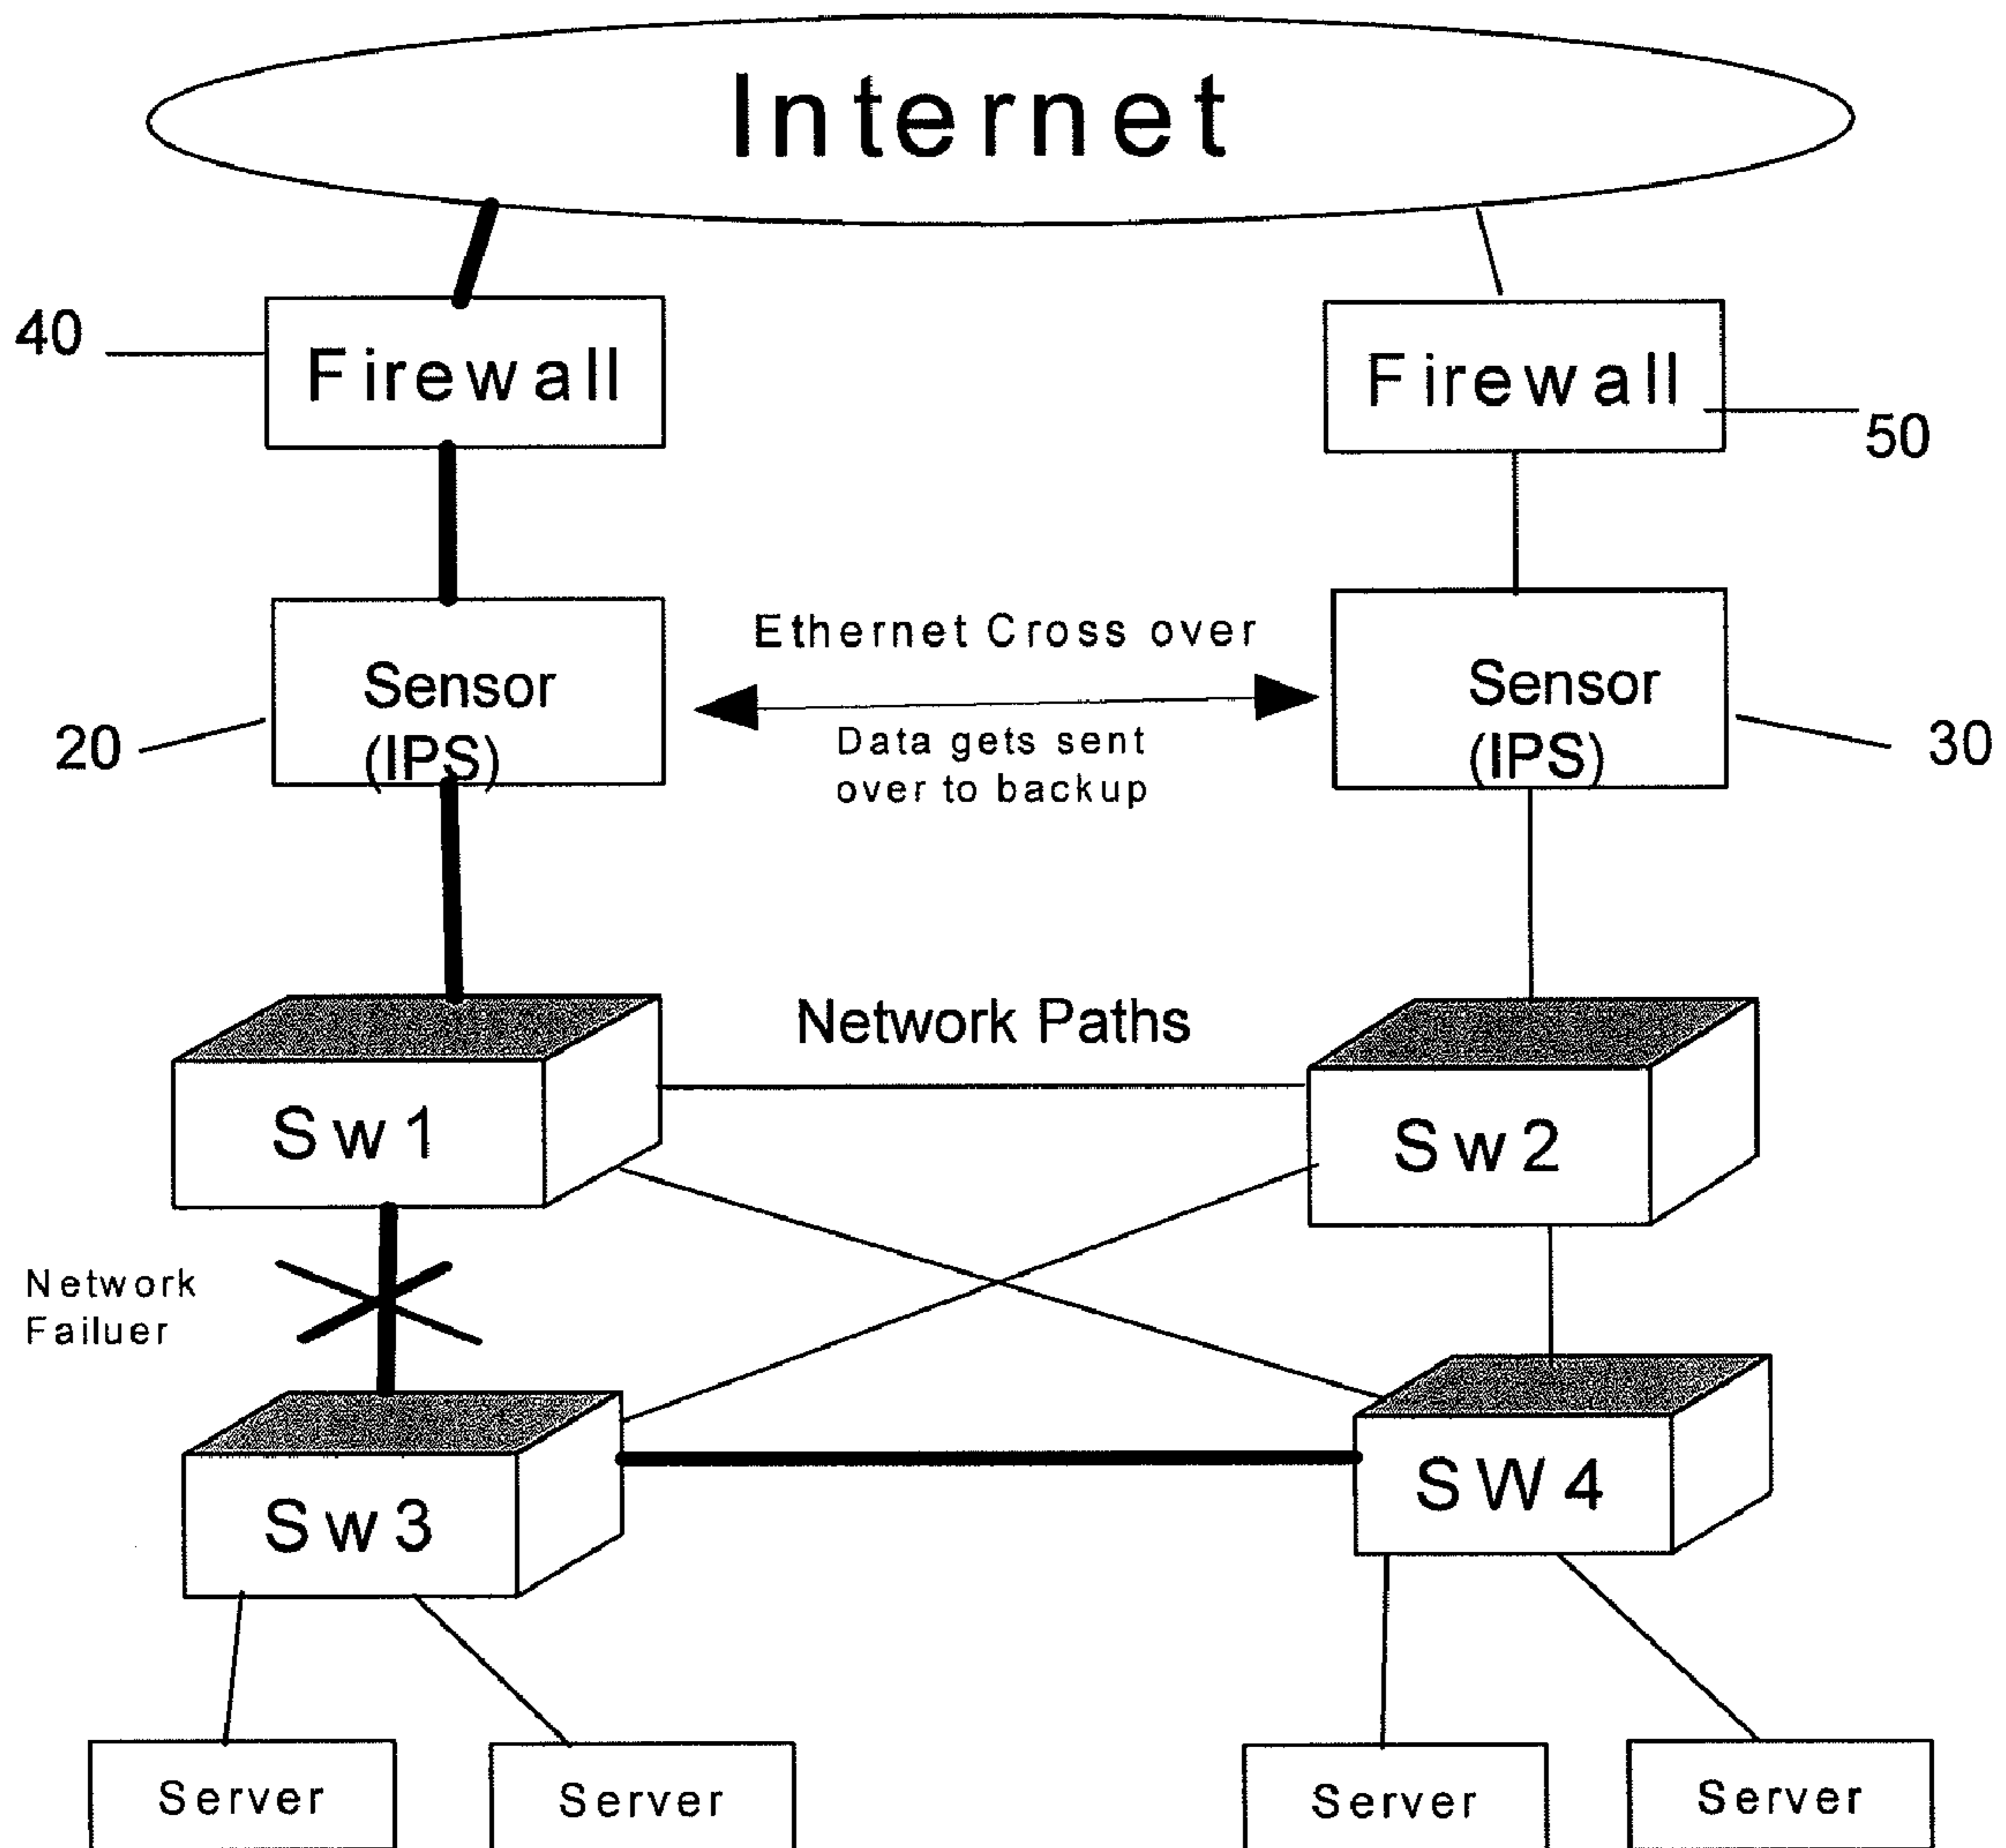 Internet
40
Firewall
Firewall
50
Ethernet Cross over
Sensor
(IPS)
Sensor
(IPS)
20
Data gets sent
over to backup
30
Network Paths
Sw1
Sw2
Network
Failuer
Sw3
SW4
Server
Server
Server
Server